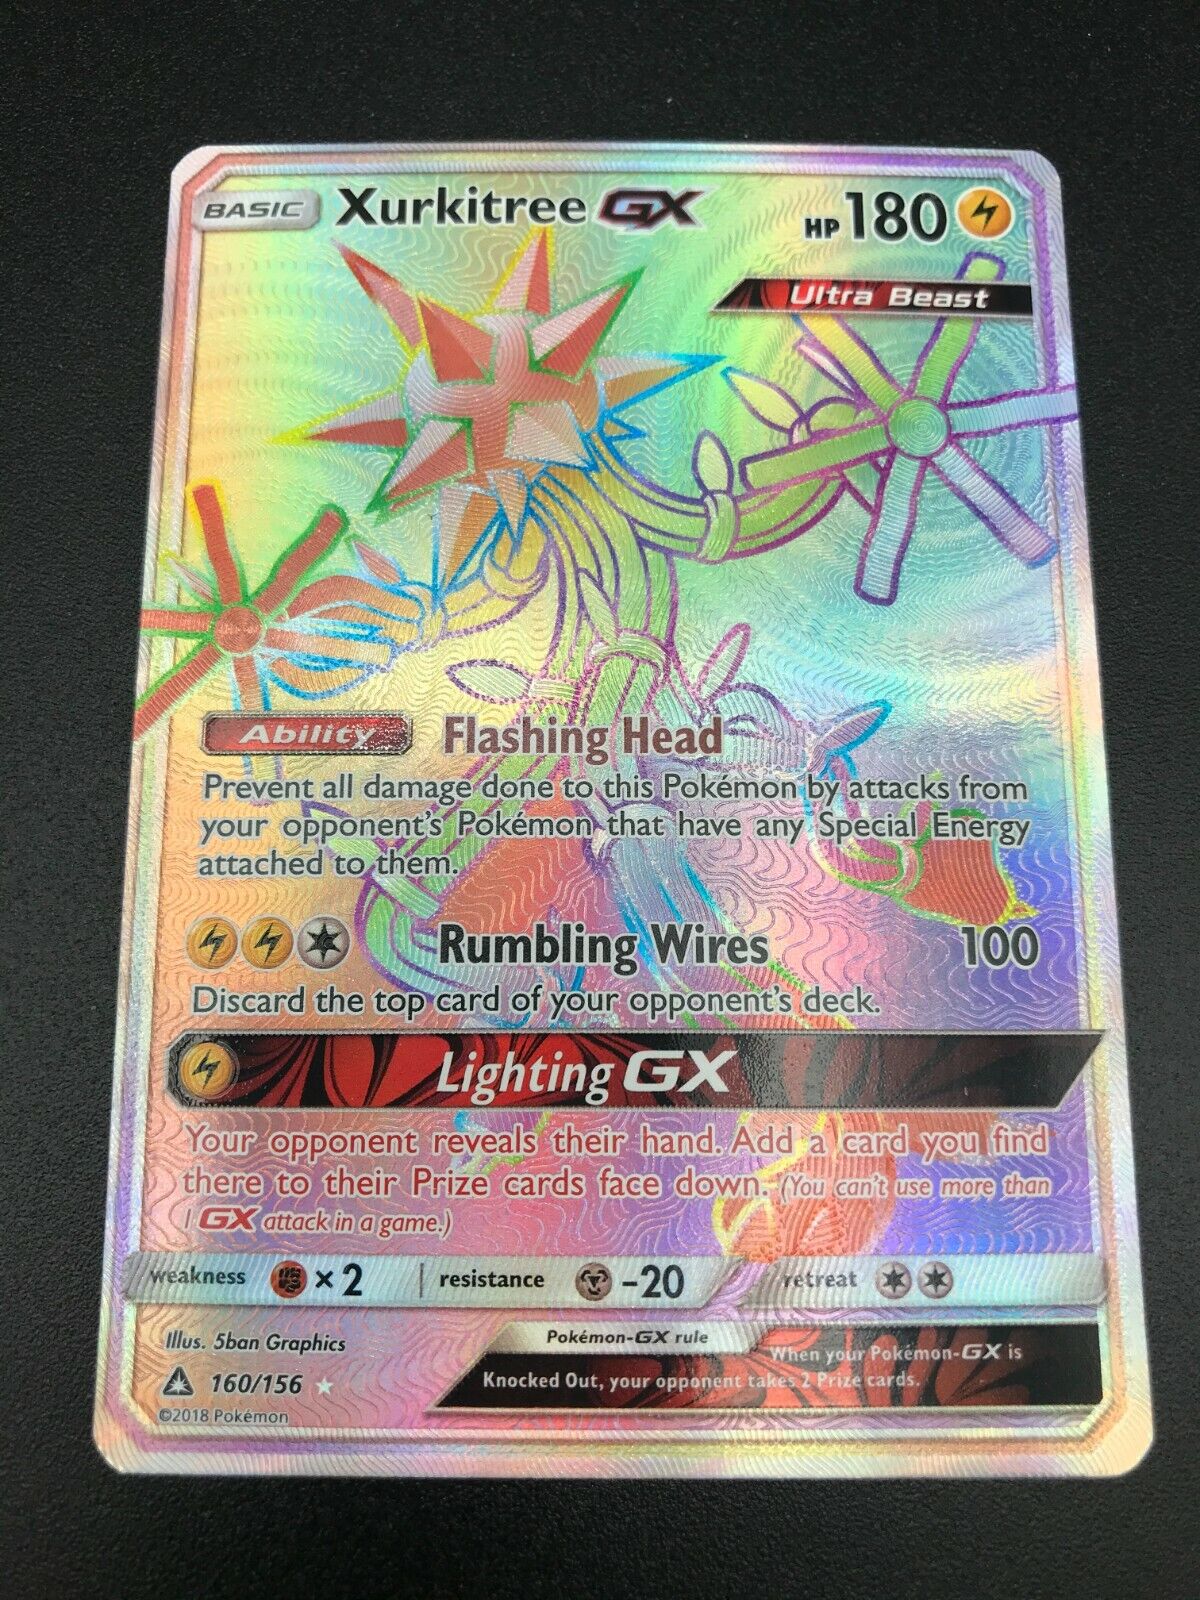 BASIC Xurkitree GX HP 180
Ultra Beast
Ability Flashing Head
Prevent all damage done to this Pokémon by attacks from
your opponent's Pokémon that have any Special Energy
attached to them.
Rumbling Wires 100
Discard the top card of your opponent's deck.
Lighting GX
Your opponent reveals their hand. Add a card you find
there to their Prize cards face down. (You can't use more than
1 GX attack in a game.)
weakness × 2 resistance -20 retreat
Illus. 5ban Graphics
160/156
©2018 Pokémon
Pokémon-GX rule
When your Pokémon-GX is
Knocked Out, your opponent takes 2 Prize cards.